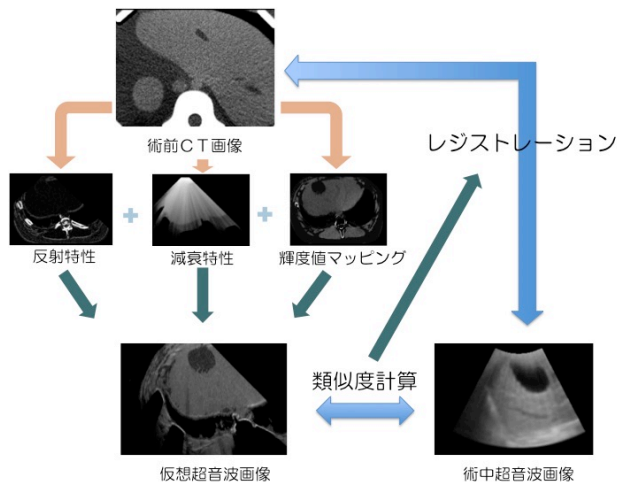 術前ＣＴ画像
レジストレーション
反射特性
減衰特性
輝度値マッピング
類似度計算
仮想超音波画像
術中超音波画像